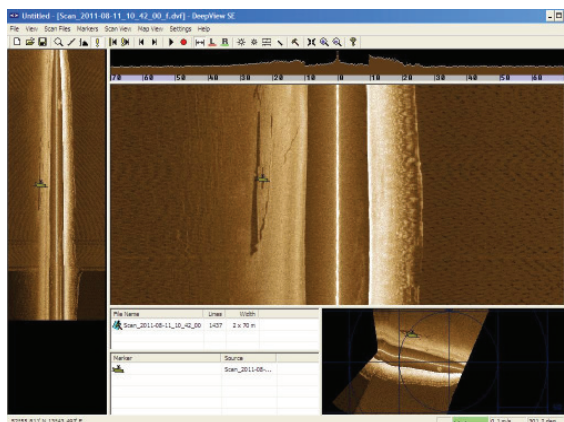 Untitled - [Scan_2011-08-11_10_42_00_f.dvf] - DeepView SE
File View Scan Files Markers Scan View Map View Settings Help
70 |60 |50 |40 |30 |20 |10 0 |10 |20 |30 |40 |50 |60
File Name Lines Width
Scan_2011-08-11_10_42_00 1437 2 x 70 m
Marker Source
Scan_2011-08-...